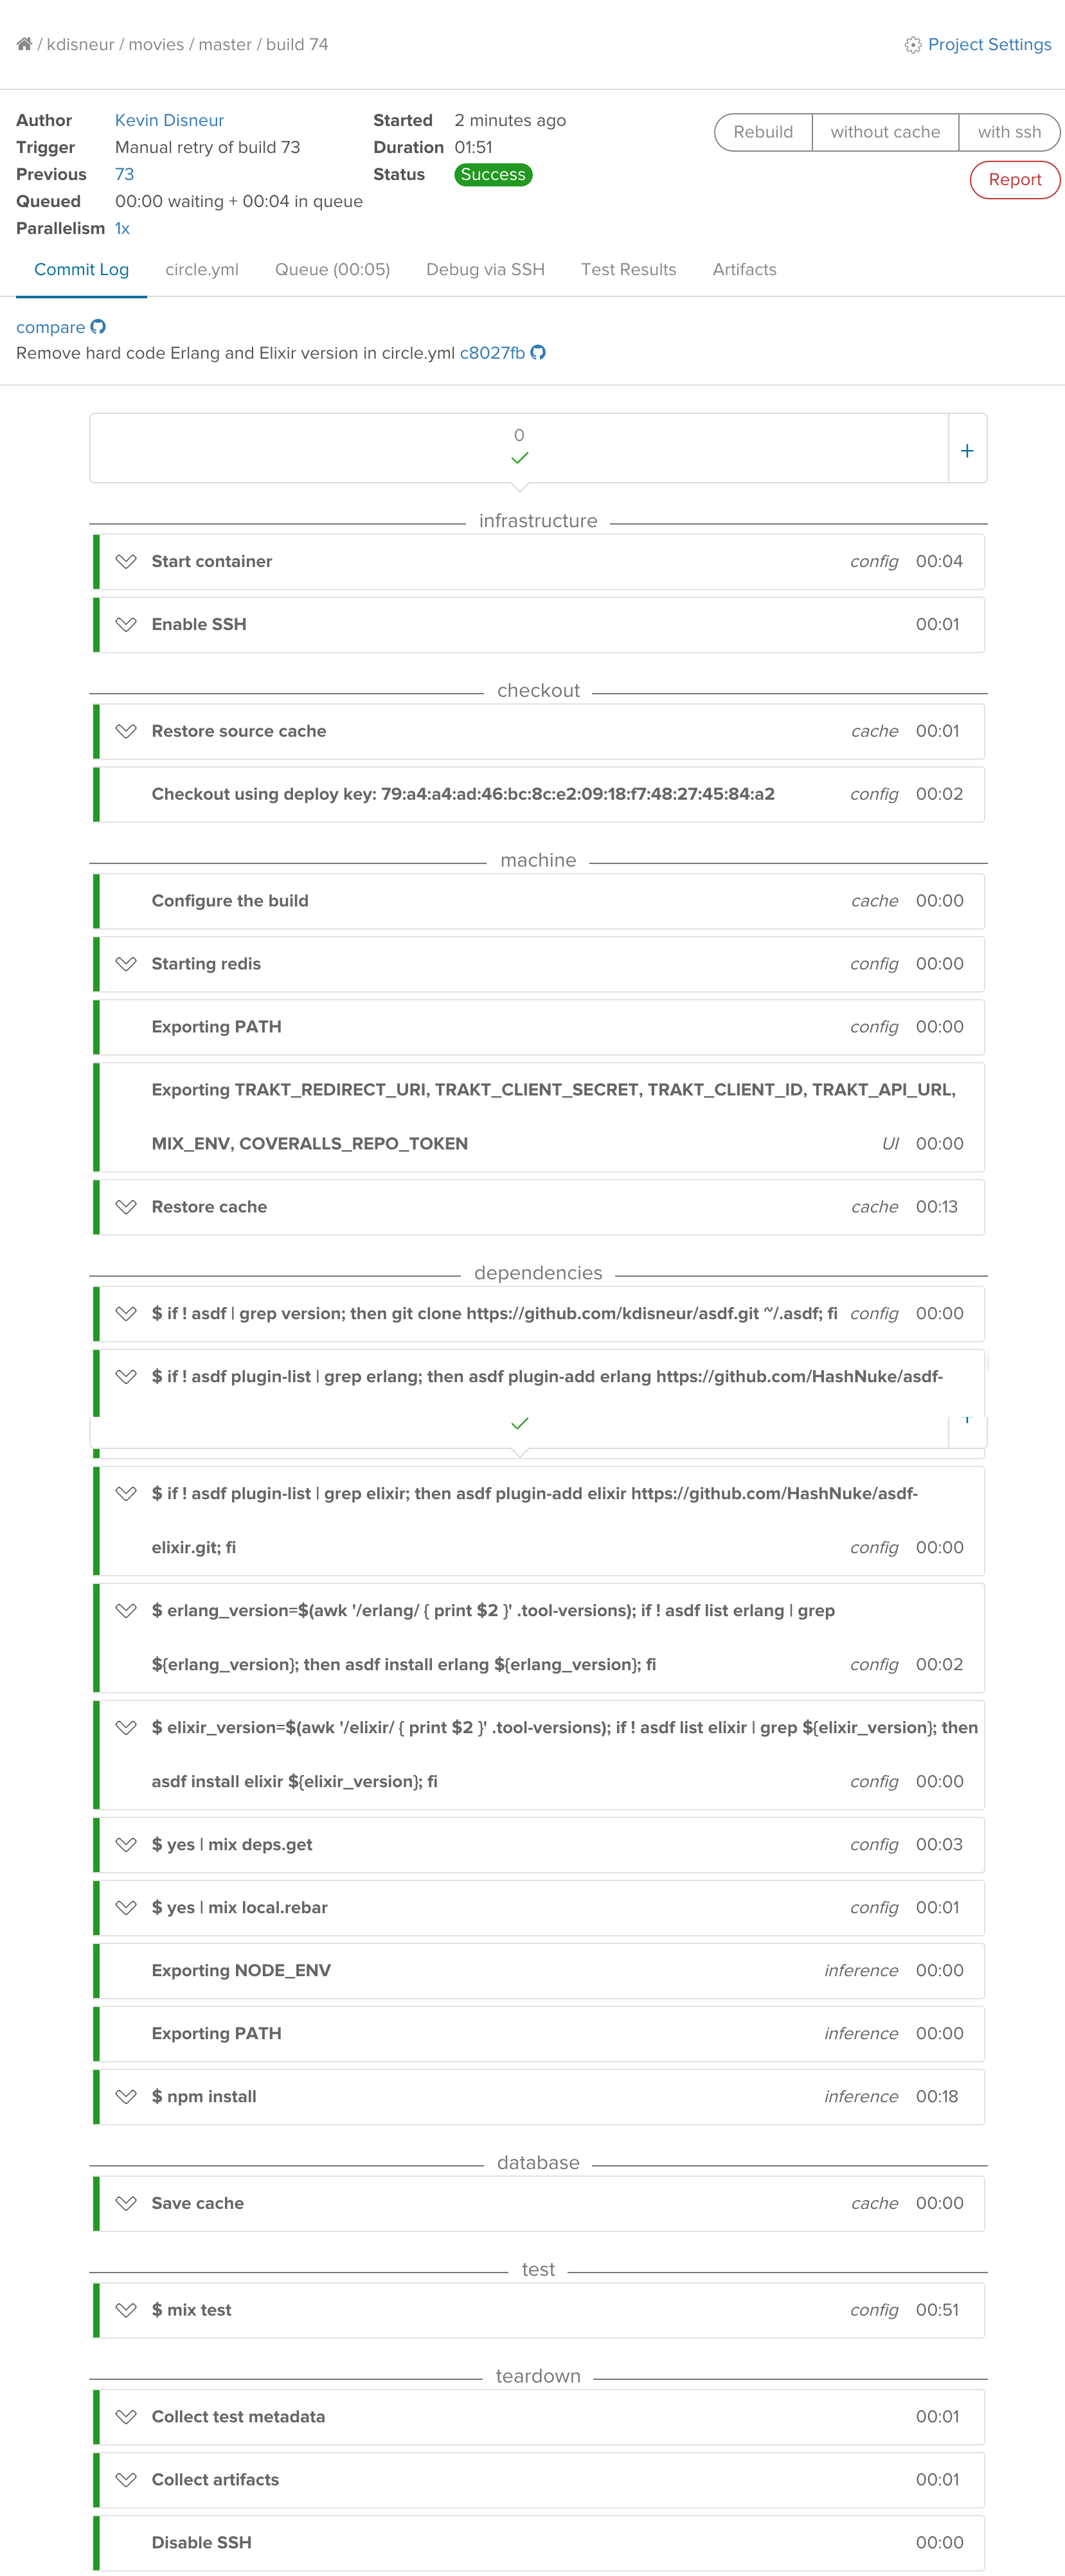 / kdisneur / movies / master / build 74
Project Settings
Author Kevin Disneur
Trigger Manual retry of build 73
Previous 73
Queued 00:00 waiting + 00:04 in queue
Parallelism 1x
Started 2 minutes ago
Duration 01:51
Status Success
Rebuild without cache with ssh
Report
Commit Log circle.yml Queue (00:05) Debug via SSH Test Results Artifacts
compare
Remove hard code Erlang and Elixir version in circle.yml c8027fb
0
+
infrastructure
Start container config 00:04
Enable SSH 00:01
checkout
Restore source cache cache 00:01
Checkout using deploy key: 79:a4:a4:ad:46:bc:8c:e2:09:18:f7:48:27:45:84:a2 config 00:02
machine
Configure the build cache 00:00
Starting redis config 00:00
Exporting PATH config 00:00
Exporting TRAKT_REDIRECT_URI, TRAKT_CLIENT_SECRET, TRAKT_CLIENT_ID, TRAKT_API_URL,
MIX_ENV, COVERALLS_REPO_TOKEN UI 00:00
Restore cache cache 00:13
dependencies
$ if ! asdf | grep version; then git clone https://github.com/kdisneur/asdf.git ~/.asdf; fi config 00:00
$ if ! asdf plugin-list | grep erlang; then asdf plugin-add erlang https://github.com/HashNuke/asdf-
$ if ! asdf plugin-list | grep elixir; then asdf plugin-add elixir https://github.com/HashNuke/asdf-
elixir.git; fi config 00:00
$ erlang_version=$(awk '/erlang/ { print $2 }' .tool-versions); if ! asdf list erlang | grep
${erlang_version}; then asdf install erlang ${erlang_version}; fi config 00:02
$ elixir_version=$(awk '/elixir/ { print $2 }' .tool-versions); if ! asdf list elixir | grep ${elixir_version}; then
asdf install elixir ${elixir_version}; fi config 00:00
$ yes | mix deps.get config 00:03
$ yes | mix local.rebar config 00:01
Exporting NODE_ENV inference 00:00
Exporting PATH inference 00:00
$ npm install inference 00:18
database
Save cache cache 00:00
test
$ mix test config 00:51
teardown
Collect test metadata 00:01
Collect artifacts 00:01
Disable SSH 00:00